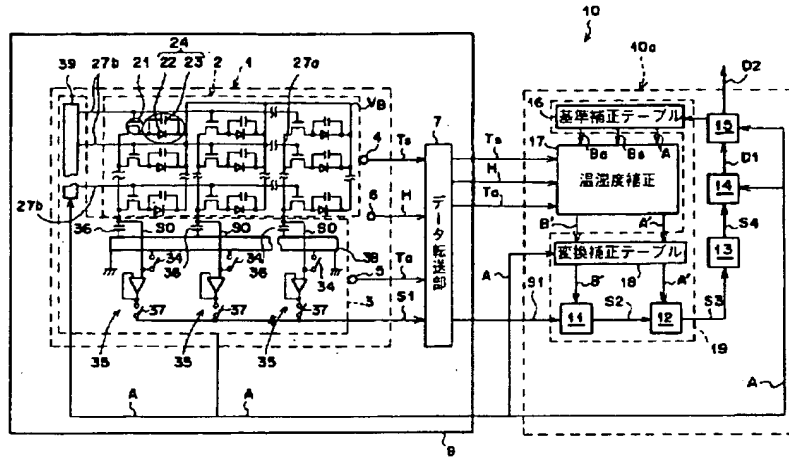 10
24
39
27b
21
22
23
2
1
27a
VB
10a
D2
4
Ts
7
Ts
16
基準補正テーブル
15
17
Ba
Bs
A
D1
H
温湿度補正
14
6
H
Ta
27b
S4
36
S0
S0
S0
38
データ転送部
B'
A'
13
34
34
34
36
36
5
Ta
A
変換補正テーブル
18
B'
A'
37
37
37
3
S1
S1
11
S2
12
S3
19
35
35
35
A
A
A
9